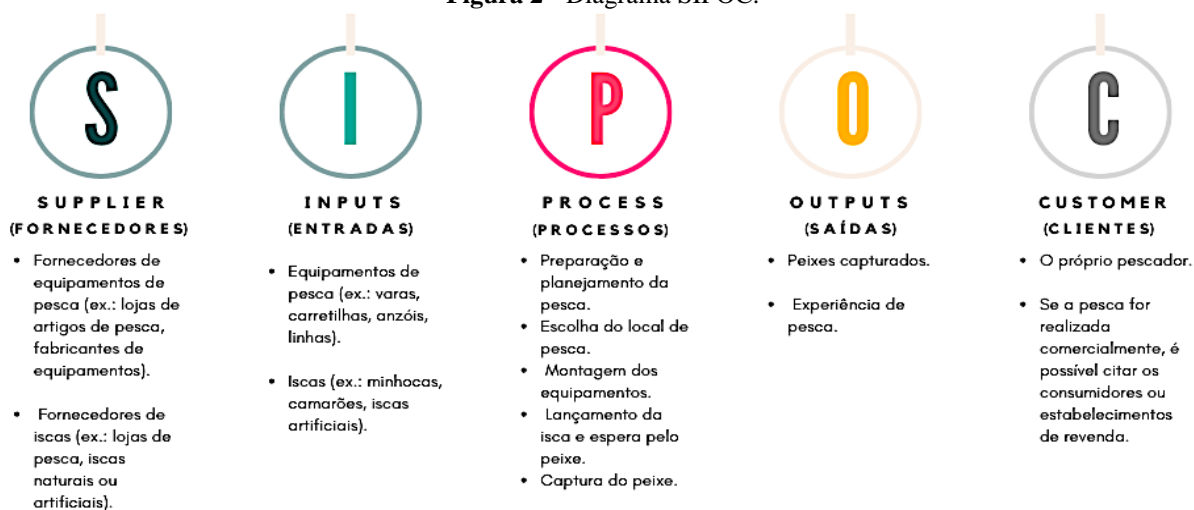 Figura 2 - Diagrama SIPOC.
S
I
P
O
C
SUPPLIER
(FORNECEDORES)
• Fornecedores de
equipamentos de
pesca (ex.: lojas de
artigos de pesca,
fabricantes de
equipamentos).
• Fornecedores de
iscas (ex.: lojas de
pesca, iscas
naturais ou
artificiais).
INPUTS
(ENTRADAS)
• Equipamentos de
pesca (ex.: varas,
carretilhas, anzóis,
linhas).
• Iscas (ex.: minhocas,
camarões, iscas
artificiais).
PROCESS
(PROCESSOS)
• Preparação e
planejamento da
pesca.
• Escolha do local de
pesca.
• Montagem dos
equipamentos.
• Lançamento da
isca e espera pelo
peixe.
• Captura do peixe.
OUTPUTS
(SAÍDAS)
• Peixes capturados.
• Experiência de
pesca.
CUSTOMER
(CLIENTES)
• O próprio pescador.
• Se a pesca for
realizada
comercialmente, é
possível citar os
consumidores ou
estabelecimentos
de revenda.